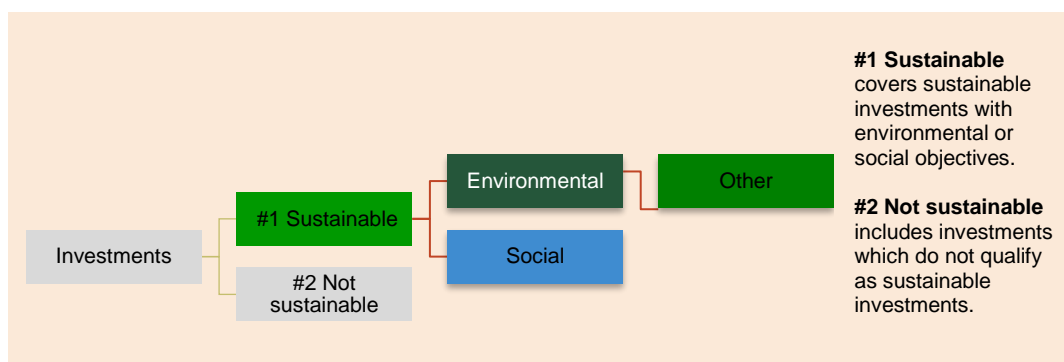 Investments
#1 Sustainable
#2 Not
sustainable
Environmental
Social
Other
#1 Sustainable
covers sustainable
investments with
environmental or
social objectives.
#2 Not sustainable
includes investments
which do not qualify
as sustainable
investments.